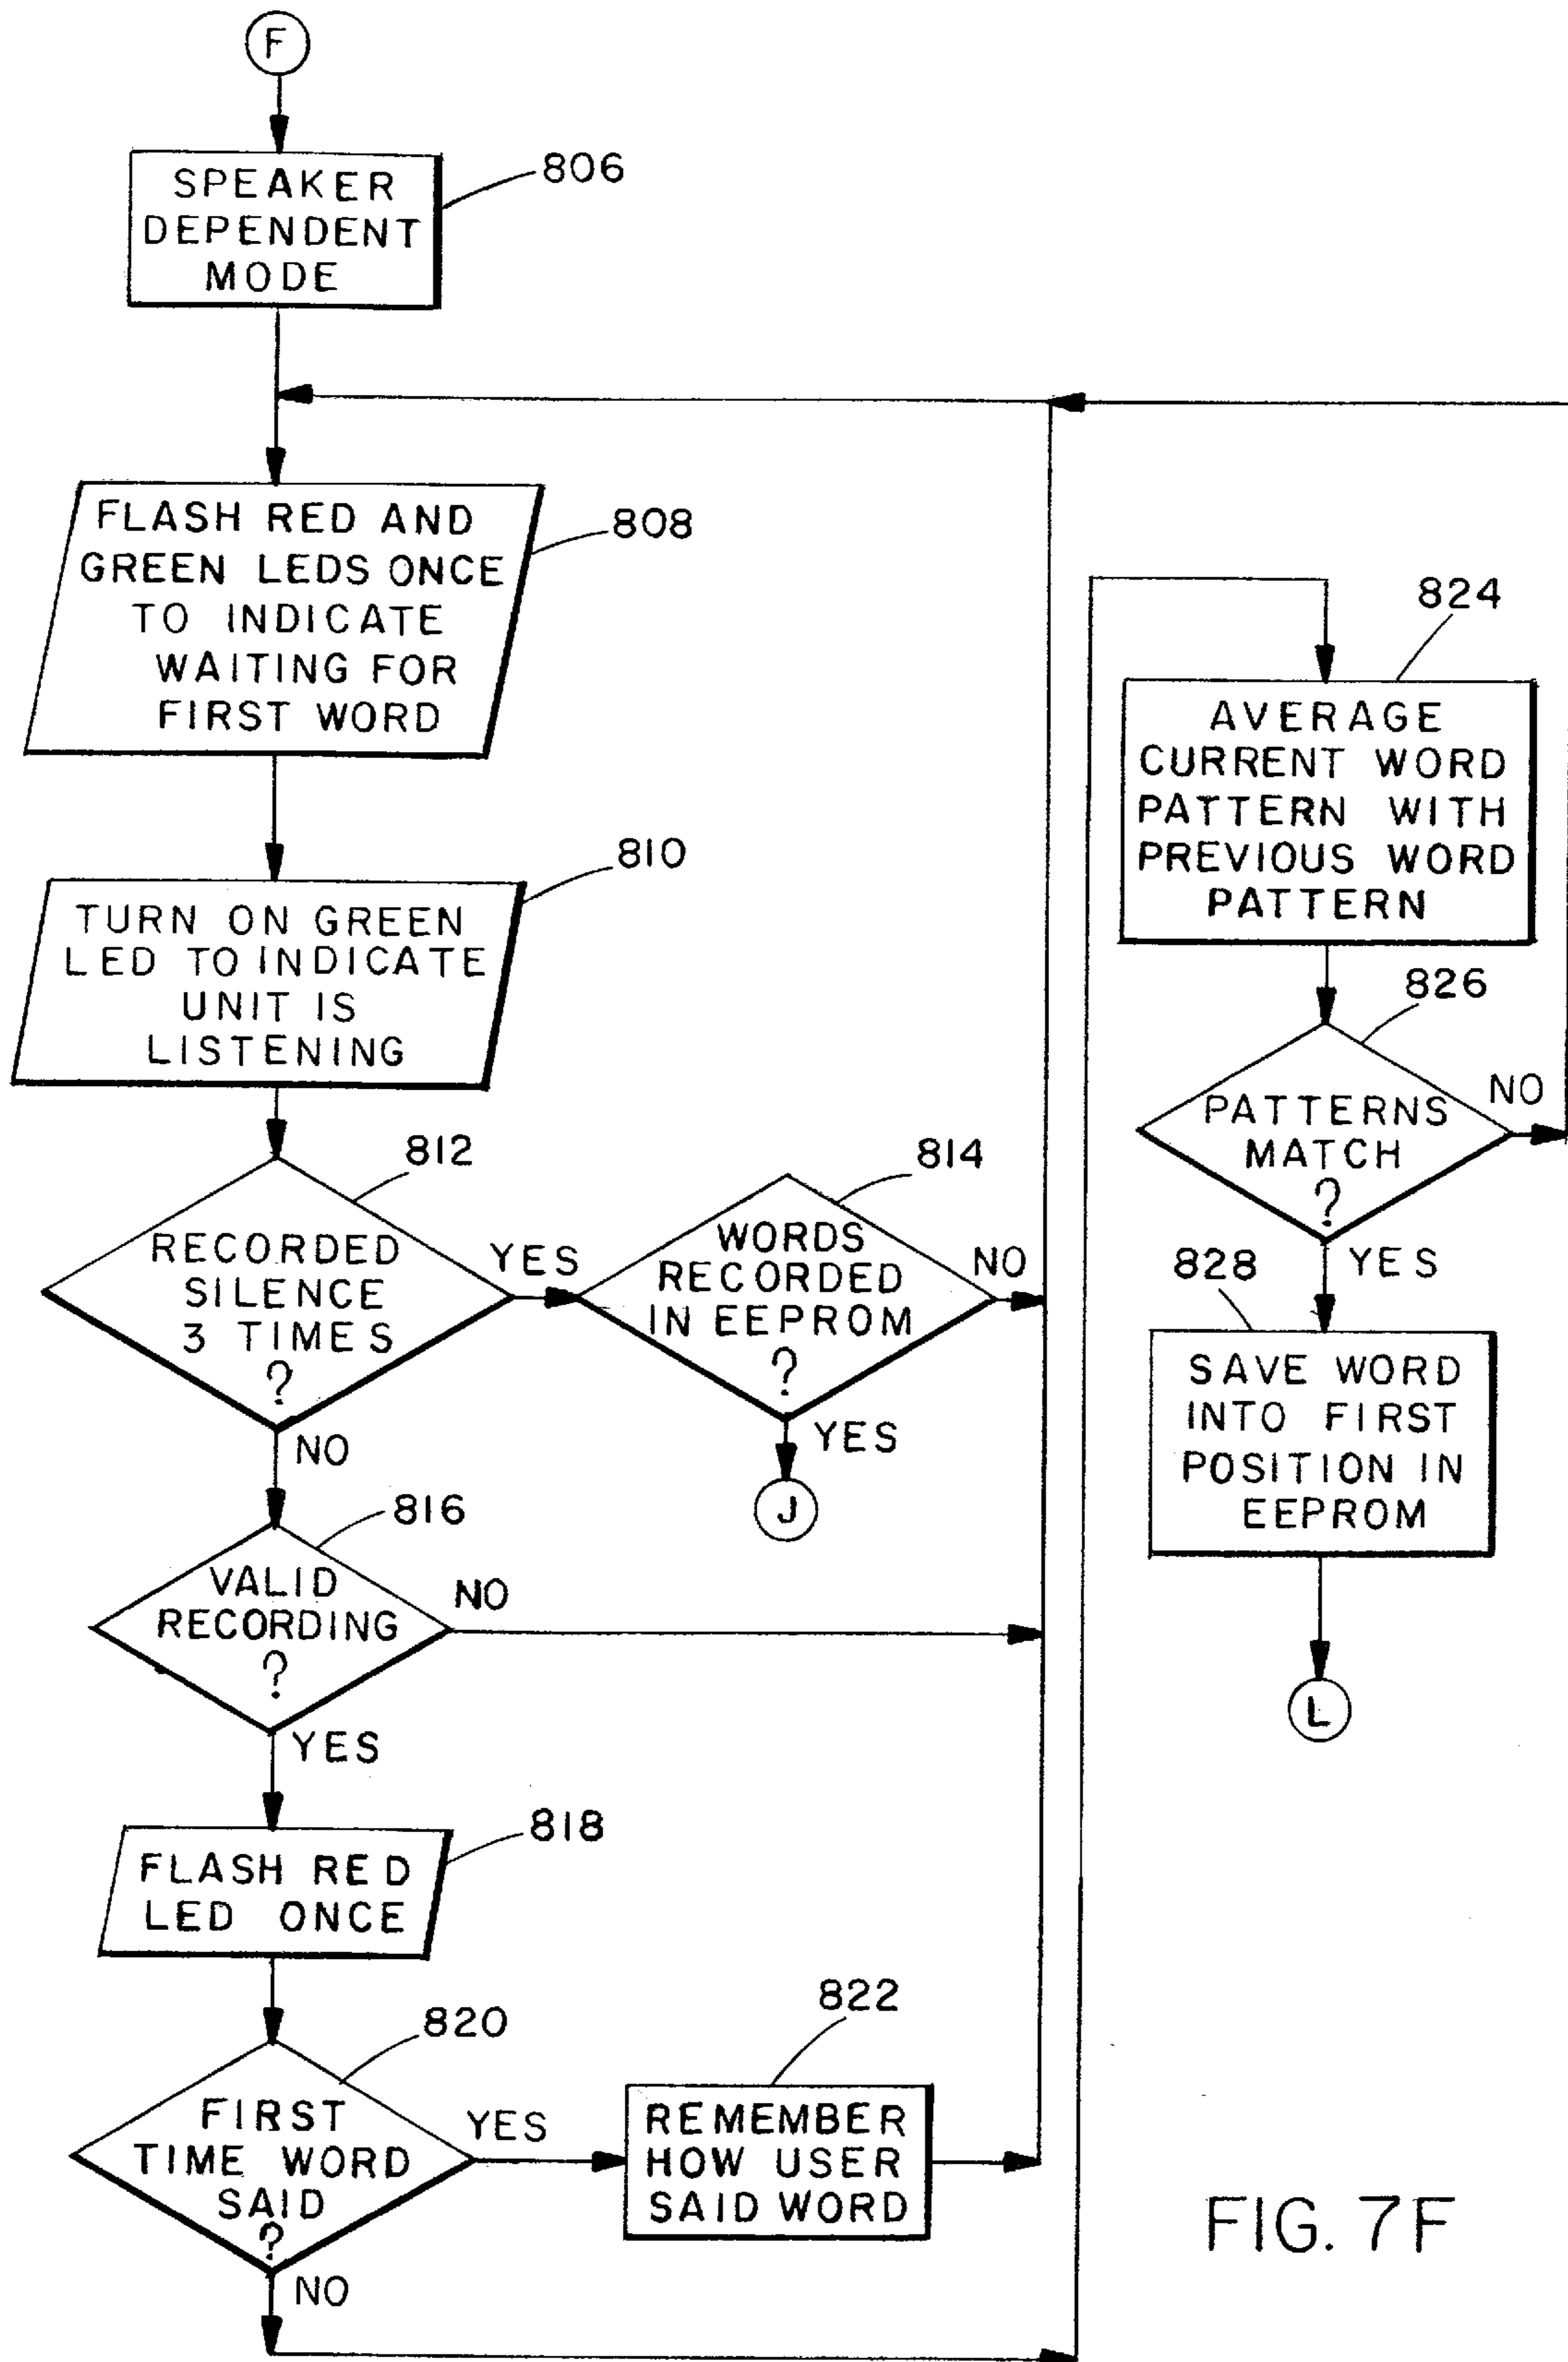 F
SPEAKER
DEPENDENT
MODE
806
FLASH RED AND
GREEN LEDS ONCE
TO INDICATE
WAITING FOR
FIRST WORD
808
TURN ON GREEN
LED TO INDICATE
UNIT IS
LISTENING
810
RECORDED
SILENCE
3 TIMES
?
812
YES
NO
WORDS
RECORDED
IN EEPROM
?
814
NO
YES
J
VALID
RECORDING
?
816
NO
YES
FLASH RED
LED ONCE
818
FIRST
TIME WORD
SAID
?
820
YES
NO
REMEMBER
HOW USER
SAID WORD
822
AVERAGE
CURRENT WORD
PATTERN WITH
PREVIOUS WORD
PATTERN
824
PATTERNS
MATCH
?
826
NO
YES
SAVE WORD
INTO FIRST
POSITION IN
EEPROM
828
L
FIG. 7F